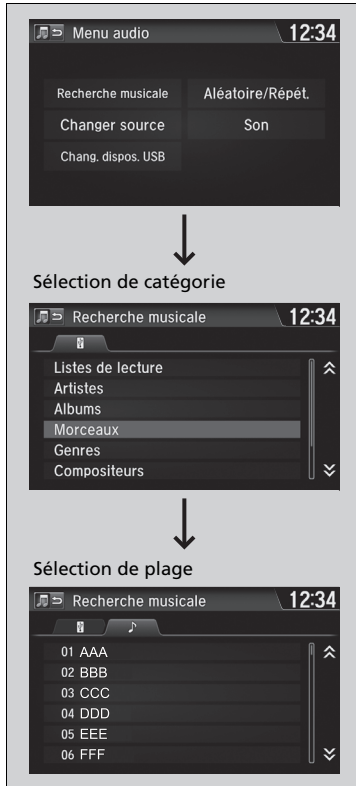 Menu audio 12:34
Recherche musicale Aléatoire/Répét.
Changer source Son
Chang. dispos. USB
Sélection de catégorie
Recherche musicale 12:34
Listes de lecture
Artistes
Albums
Morceaux
Genres
Compositeurs
Sélection de plage
Recherche musicale 12:34
01 AAA
02 BBB
03 CCC
04 DDD
05 EEE
06 FFF